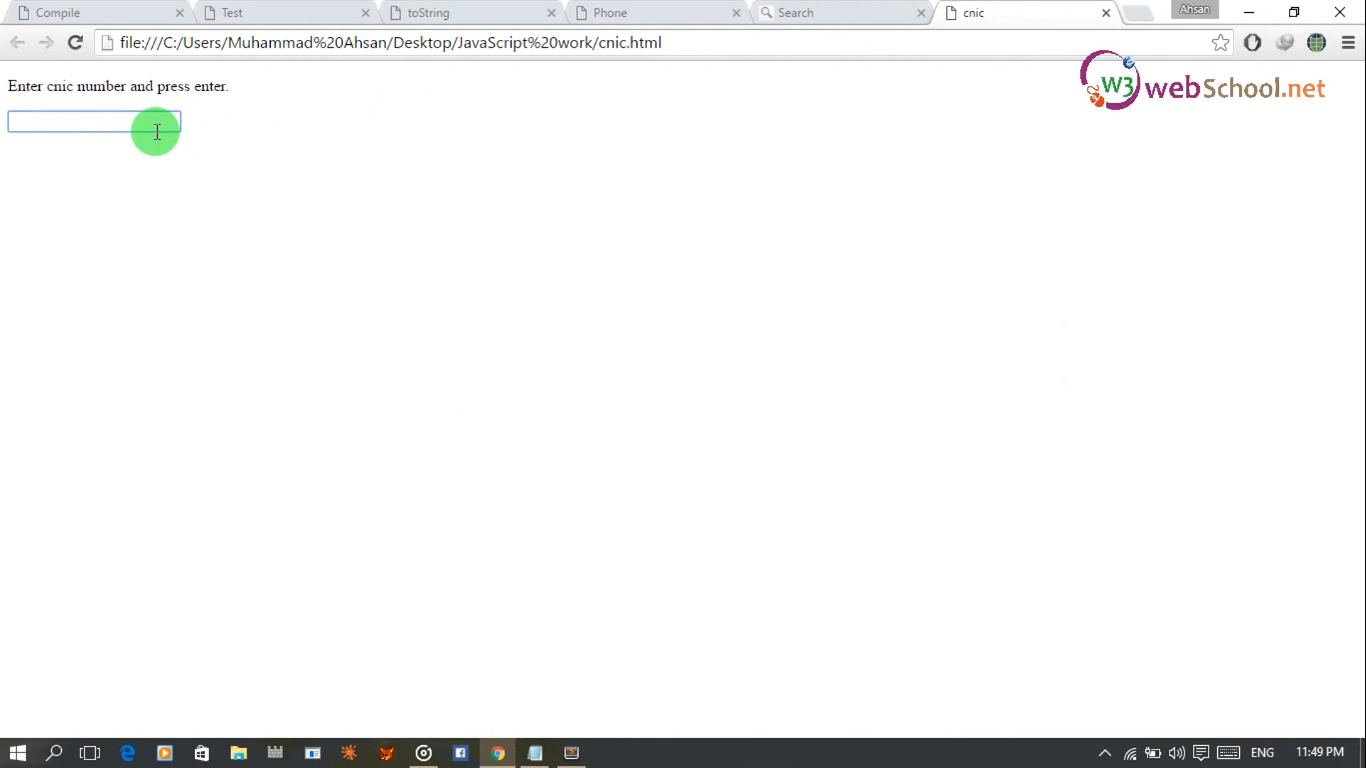 Compile
Test
toString
Phone
Search
cnic
Ahsan
file:///C:/Users/Muhammad%20Ahsan/Desktop/JavaScript%20work/cnic.html
W3 webSchool.net
Enter cnic number and press enter.
ENG
11:49 PM